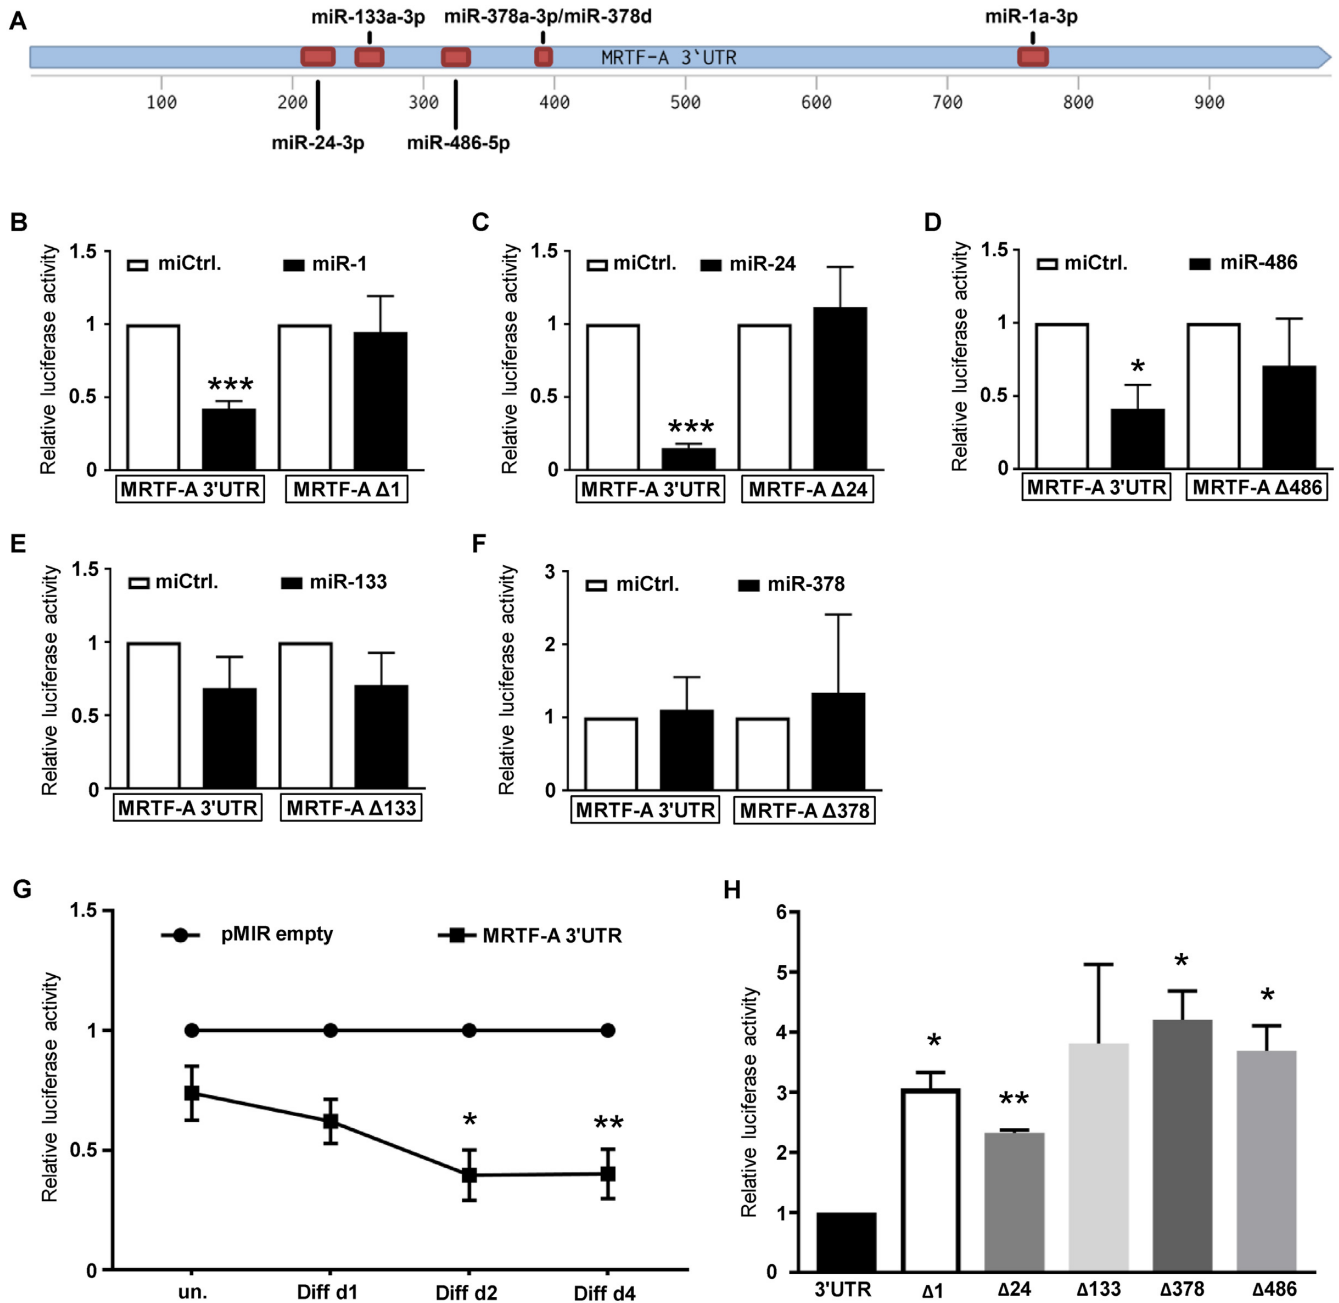 A
miR-133a-3p miR-378a-3p/miR-378d miR-1a-3p
MRTF-A 3'UTR
100 200 300 400 500 600 700 800 900
miR-24-3p miR-486-5p
B
Relative luciferase activity
1.5
1
0.5
0
miCtrl. miR-1
***
MRTF-A 3'UTR MRTF-A Δ1
C
Relative luciferase activity
1.5
1
0.5
0
miCtrl. miR-24
***
MRTF-A 3'UTR MRTF-A Δ24
D
Relative luciferase activity
1.5
1
0.5
0
miCtrl. miR-486
*
MRTF-A 3'UTR MRTF-A Δ486
E
Relative luciferase activity
1.5
1
0.5
0
miCtrl. miR-133
MRTF-A 3'UTR MRTF-A Δ133
F
Relative luciferase activity
3
2
1
0
miCtrl. miR-378
MRTF-A 3'UTR MRTF-A Δ378
G
Relative luciferase activity
1.5
1
0.5
0
pMIR empty MRTF-A 3'UTR
* **
un. Diff d1 Diff d2 Diff d4
H
Relative luciferase activity
6
5
4
3
2
1
0
* ** * *
3'UTR Δ1 Δ24 Δ133 Δ378 Δ486